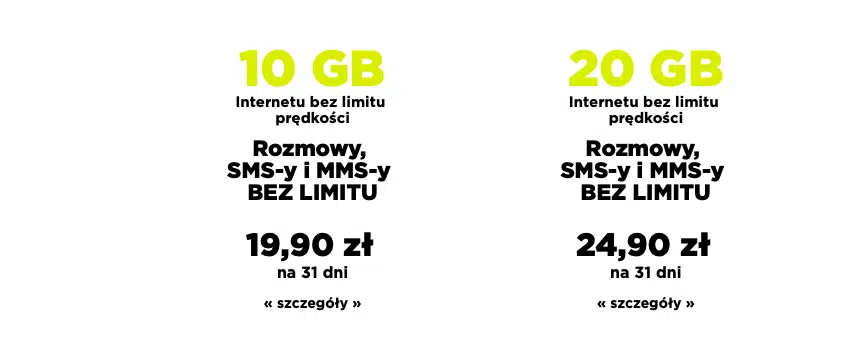 10 GB
Internetu bez limitu
prędkości
Rozmowy,
SMS-y i MMS-y
BEZ LIMITU
19,90 zł
na 31 dni
« szczegóły »
20 GB
Internetu bez limitu
prędkości
Rozmowy,
SMS-y i MMS-y
BEZ LIMITU
24,90 zł
na 31 dni
« szczegóły »